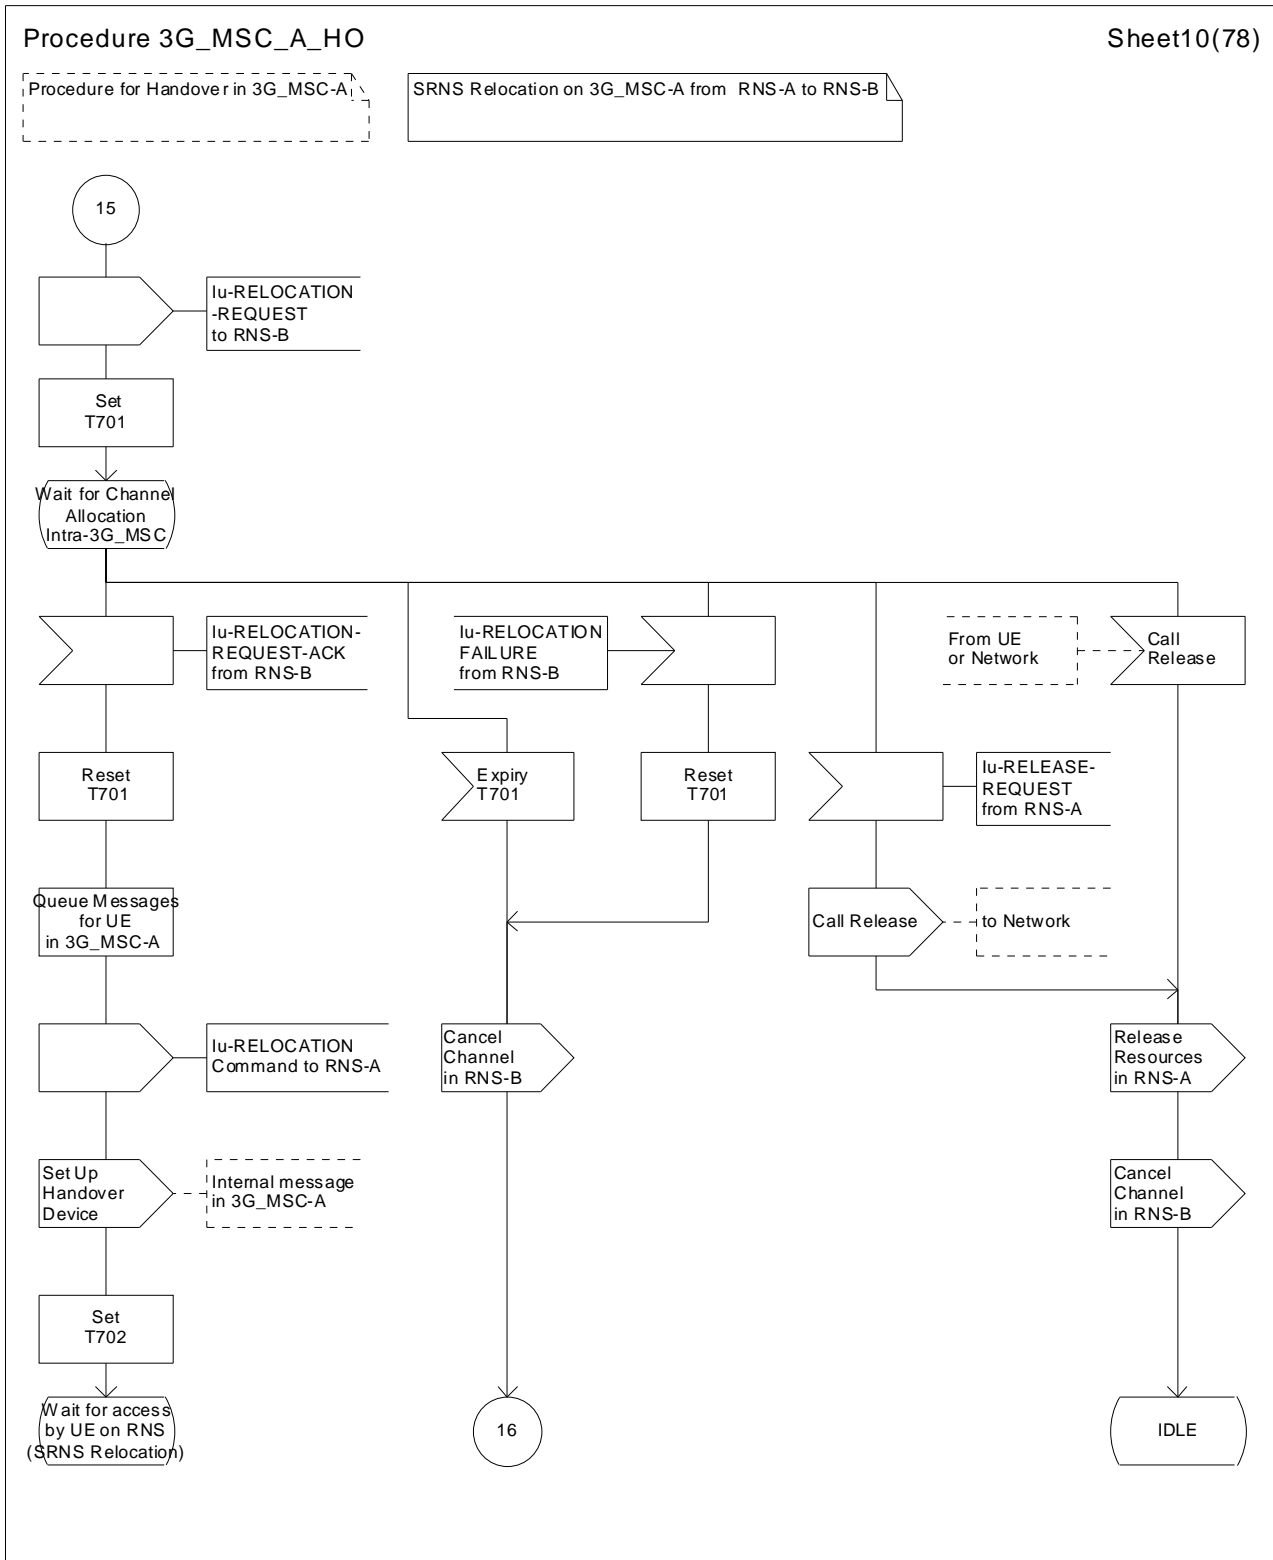 Procedure 3G_MSC_A_HO
Sheet10(78)
Procedure for Handover in 3G_MSC-A
SRNS Relocation on 3G_MSC-A from RNS-A to RNS-B
15
Iu-RELOCATION
-REQUEST
to RNS-B
Set
T701
Wait for Channel
Allocation
Intra-3G_MSC
Iu-RELOCATION-
REQUEST-ACK
from RNS-B
Iu-RELOCATION
FAILURE
from RNS-B
From UE
or Network
Call
Release
Reset
T701
Expiry
T701
Reset
T701
Iu-RELEASE-
REQUEST
from RNS-A
Queue Messages
for UE
in 3G_MSC-A
Call Release
to Network
Iu-RELOCATION
Command to RNS-A
Cancel
Channel
in RNS-B
Release
Resources
in RNS-A
Set Up
Handover
Device
Internal message
in 3G_MSC-A
Cancel
Channel
in RNS-B
Set
T702
Wait for access
by UE on RNS
(SRNS Relocation)
16
IDLE